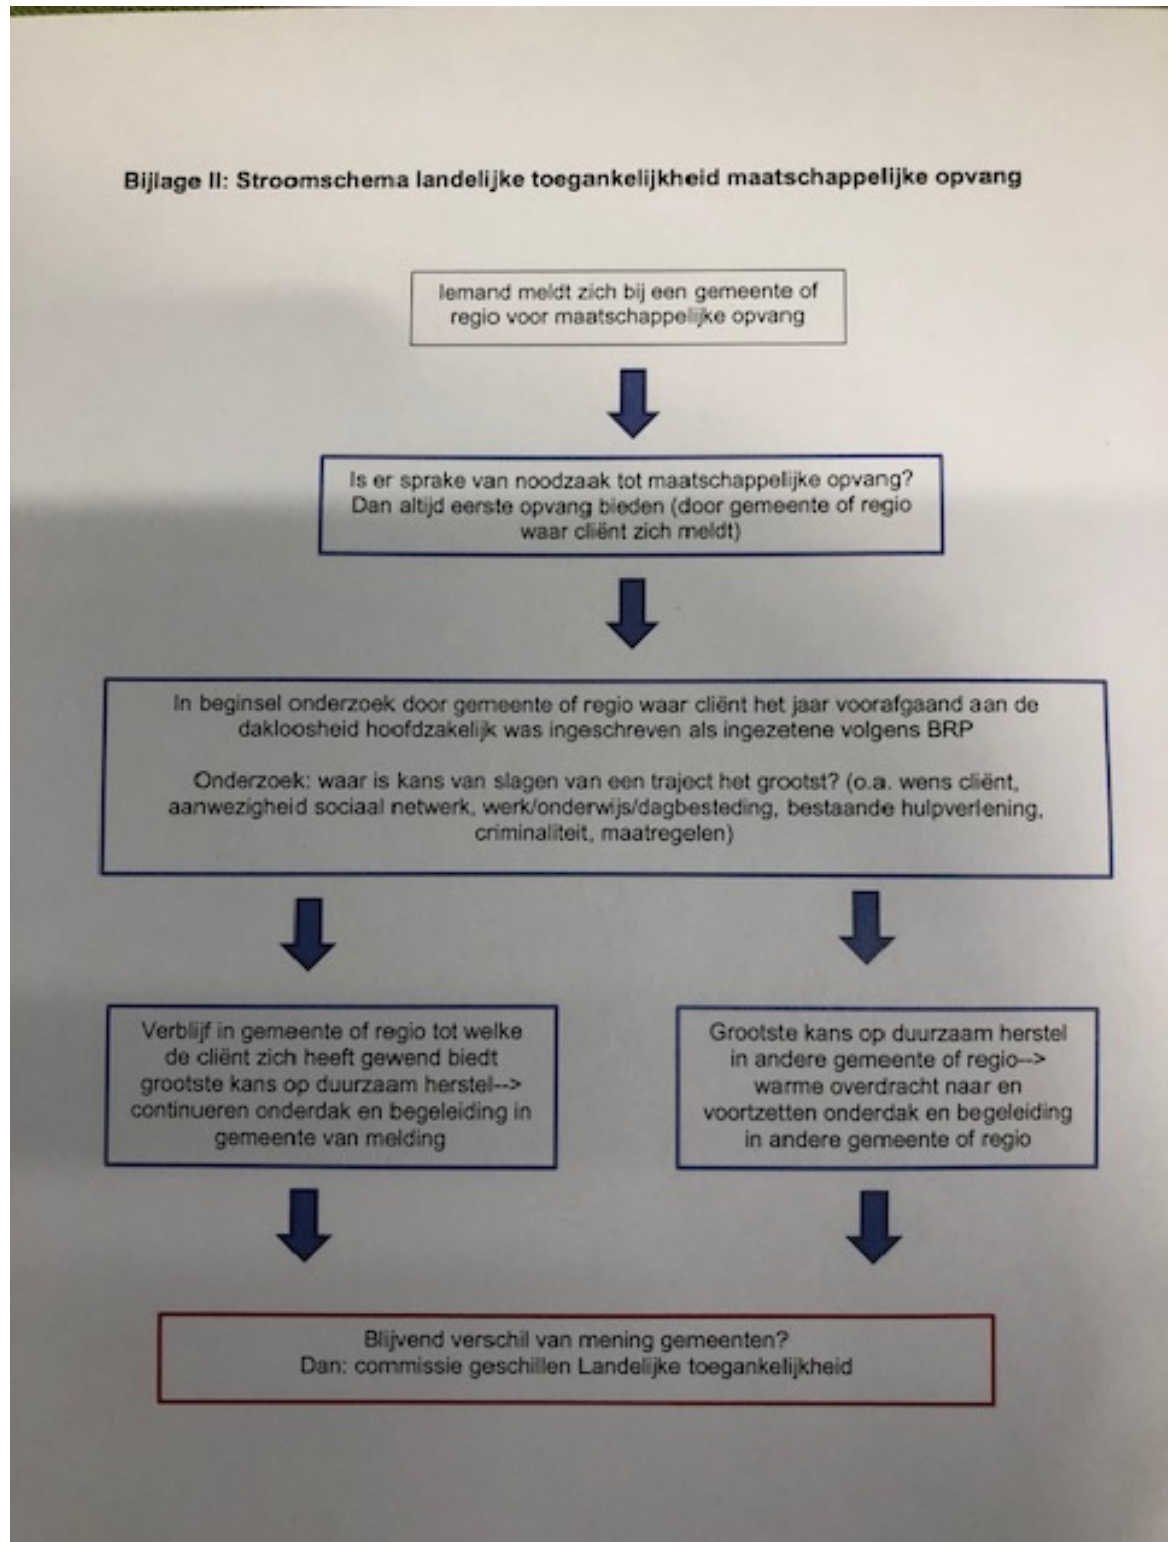 Bijlage II: Stroomschema landelijke toegankelijkheid maatschappelijke opvang
Iemand meldt zich bij een gemeente of
regio voor maatschappelijke opvang
Is er sprake van noodzaak tot maatschappelijke opvang?
Dan altijd eerste opvang bieden (door gemeente of regio
waar cliënt zich meldt)
In beginsel onderzoek door gemeente of regio waar cliënt het jaar voorafgaand aan de
dakloosheid hoofdzakelijk was ingeschreven als ingezetene volgens BRP
Onderzoek: waar is kans van slagen van een traject het grootst? (o.a. wens cliënt,
aanwezigheid sociaal netwerk, werk/onderwijs/dagbesteding, bestaande hulpverlening,
criminaliteit, maatregelen)
Verblijf in gemeente of regio tot welke
de cliënt zich heeft gewend biedt
grootste kans op duurzaam herstel-->
continueren onderdak en begeleiding in
gemeente van melding
Grootste kans op duurzaam herstel
in andere gemeente of regio-->
warme overdracht naar en
voortzetten onderdak en begeleiding
in andere gemeente of regio
Blijvend verschil van mening gemeenten?
Dan: commissie geschillen Landelijke toegankelijkheid